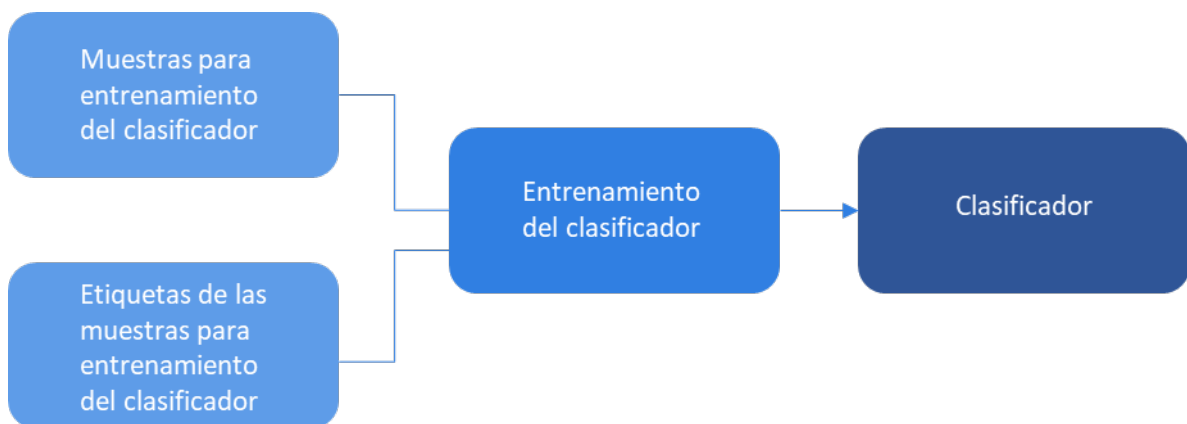 Muestras para
entrenamiento
del clasificador
Etiquetas de las
muestras para
entrenamiento
del clasificador
Entrenamiento
del clasificador
Clasificador